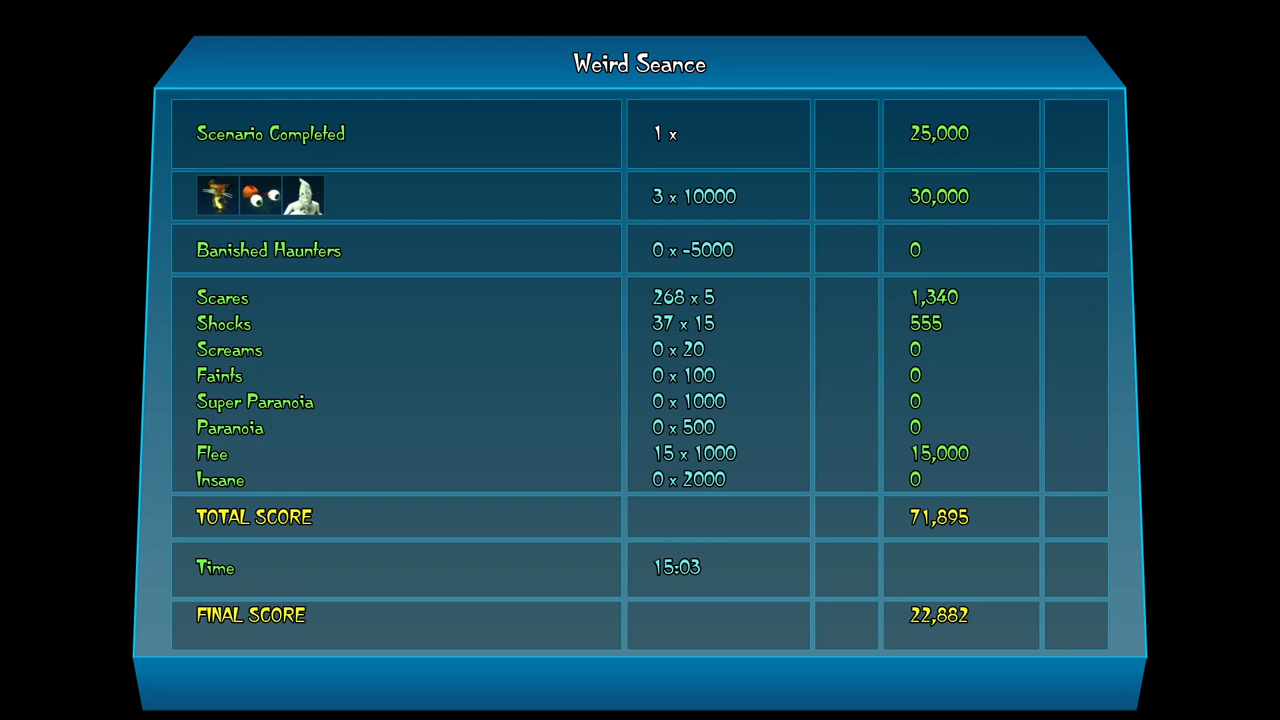 Weird Seance
Scenario Completed 1 x 25,000
3 x 10000 30,000
Banished Haunters 0 x -5000 0
Scares 268 x 5 1,340
Shocks 37 x 15 555
Screams 0 x 20 0
Faints 0 x 100 0
Super Paranoia 0 x 1000 0
Paranoia 0 x 500 0
Flee 15 x 1000 15,000
Insane 0 x 2000 0
TOTAL SCORE 71,895
Time 15:03
FINAL SCORE 22,882